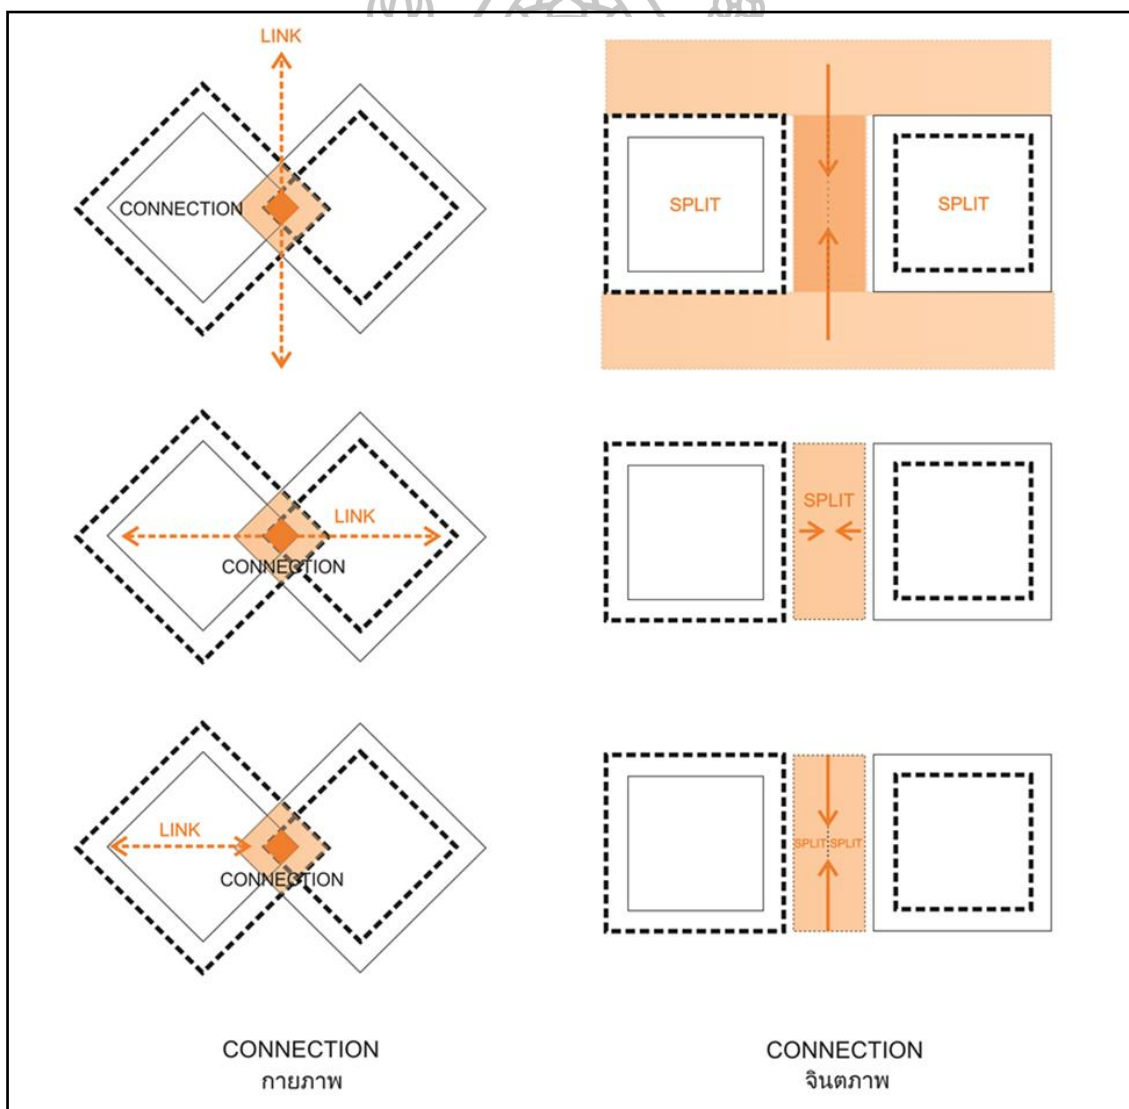 LINK
CONNECTION
SPLIT
SPLIT
LINK
CONNECTION
SPLIT
LINK
CONNECTION
SPLIT SPLIT
CONNECTION
กายภาพ
CONNECTION
จินตภาพ